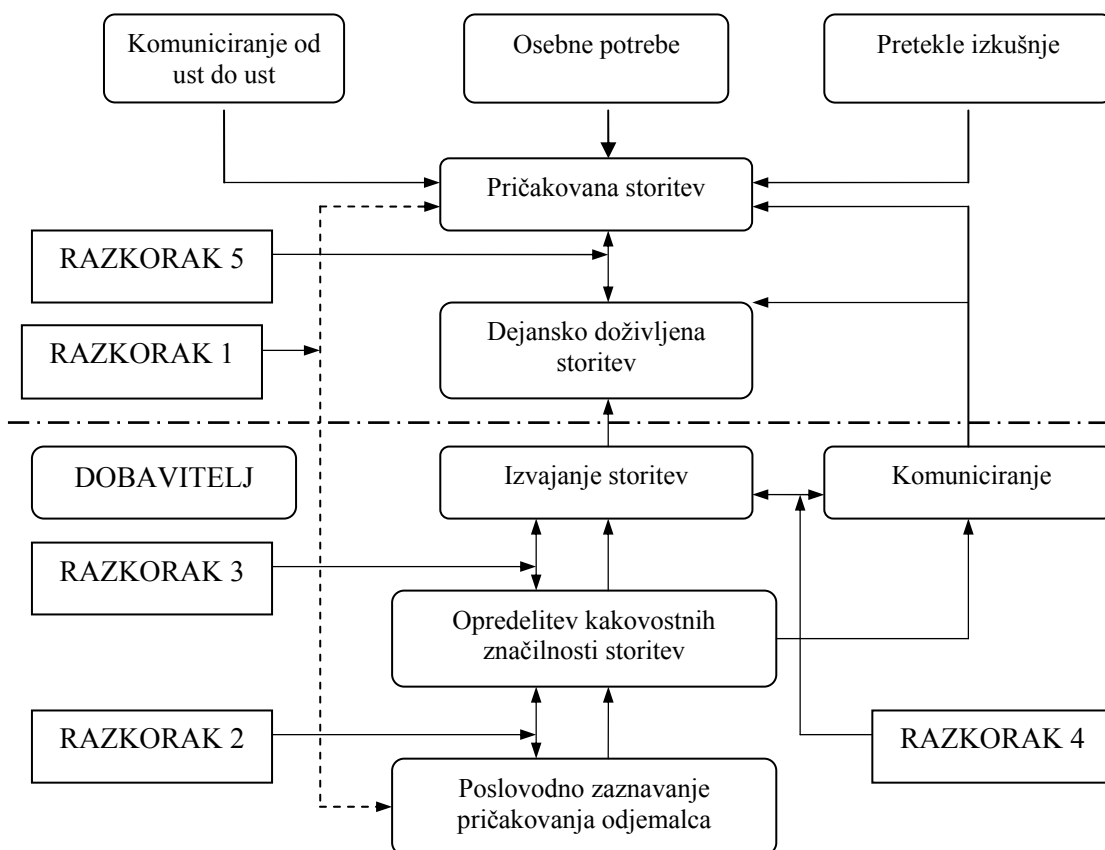 Komuniciranje od
ust do ust
Osebne potrebe
Pretekle izkušnje
Pričakovana storitev
RAZKORAK 5
Dejansko doživljena
storitev
RAZKORAK 1
DOBAVITELJ
Izvajanje storitev
Komuniciranje
RAZKORAK 3
Opredelitev kakovostnih
značilnosti storitev
RAZKORAK 2
RAZKORAK 4
Poslovodno zaznavanje
pričakovanja odjemalca